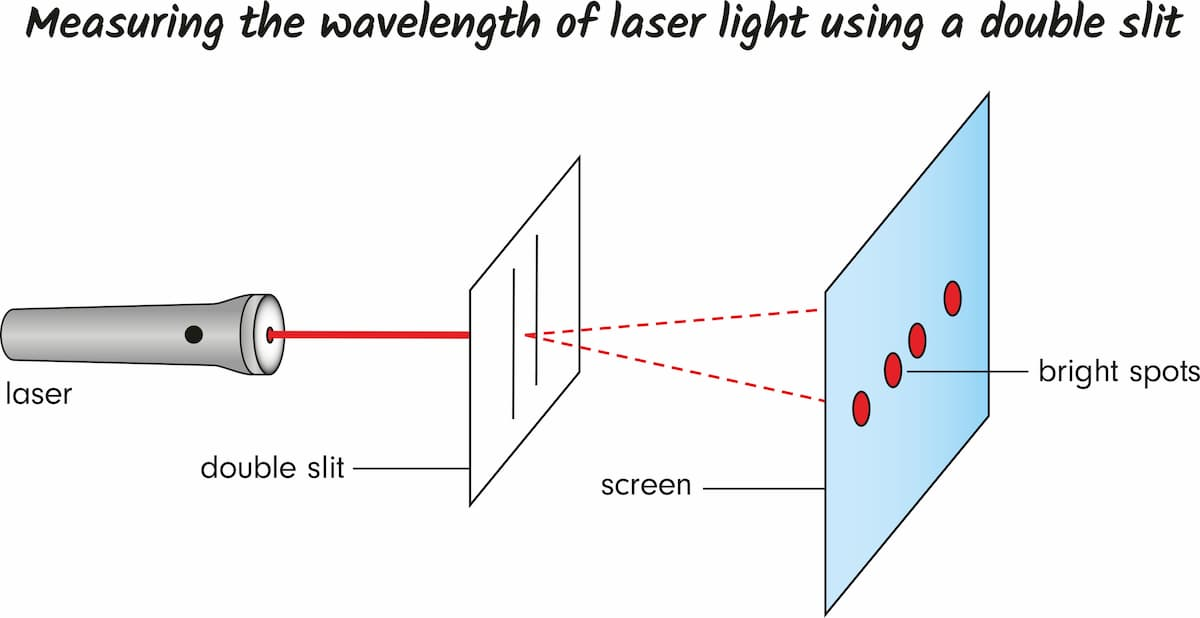 Measuring the wavelength of laser light using a double slit
laser
double slit
screen
bright spots